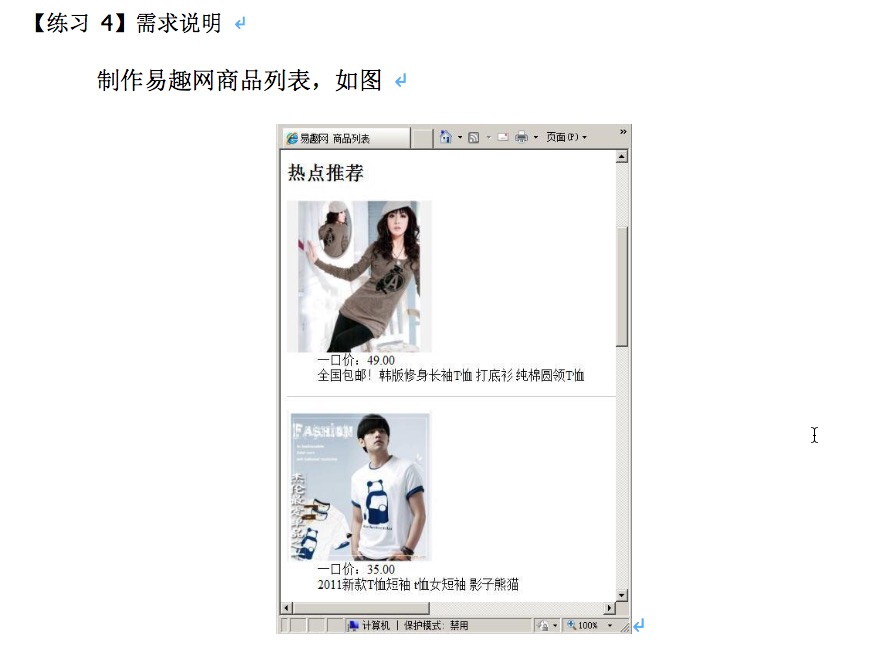 【练习 4】需求说明
制作易趣网商品列表，如图
易趣网 商品列表
页面(P)
»
热点推荐
一口价：49.00
全国包邮！韩版修身长袖T恤 打底衫 纯棉圆领T恤
FASHION
一口价：35.00
2011新款T恤短袖 t恤女短袖 影子熊猫
计算机 | 保护模式: 禁用
100%